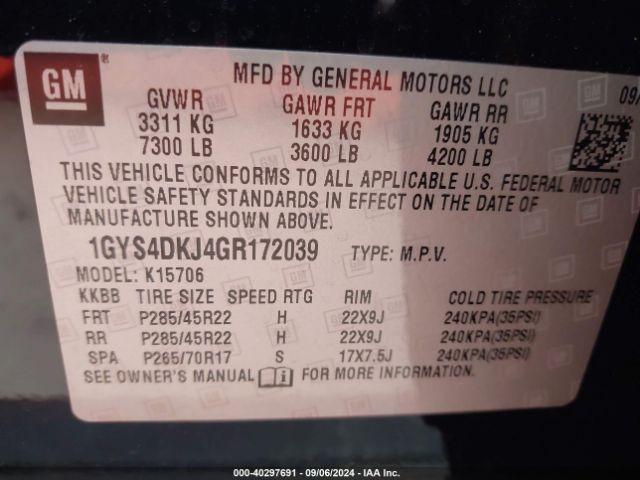 GM
®
MFD BY GENERAL MOTORS LLC
GVWR GAWR FRT GAWR RR
3311 KG 1633 KG 1905 KG
7300 LB 3600 LB 4200 LB
THIS VEHICLE CONFORMS TO ALL APPLICABLE U.S. FEDERAL MOTOR
VEHICLE SAFETY STANDARDS IN EFFECT ON THE DATE OF
MANUFACTURE SHOWN ABOVE.
1GYS4DKJ4GR172039 TYPE: M.P.V.
MODEL: K15706
KKBB TIRE SIZE SPEED RTG RIM COLD TIRE PRESSURE
FRT P285/45R22 H 22X9J 240KPA(35PSI)
RR P285/45R22 H 22X9J 240KPA(35PSI)
SPA P265/70R17 S 17X7.5J 240KPA(35PSI)
SEE OWNER'S MANUAL FOR MORE INFORMATION.
000-40297691 - 09/06/2024 - IAA Inc.